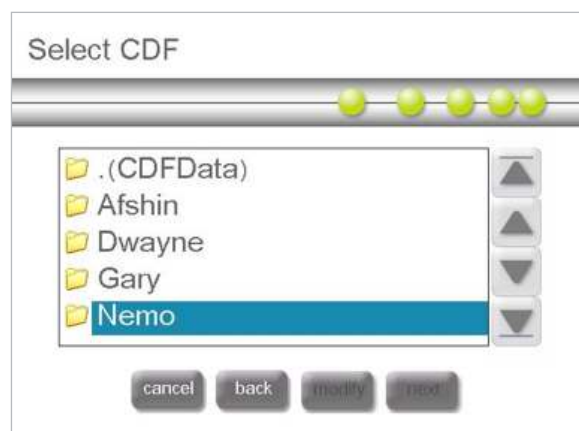 Select CDF
.(CDFData)
Afshin
Dwayne
Gary
Nemo
cancel back modify next